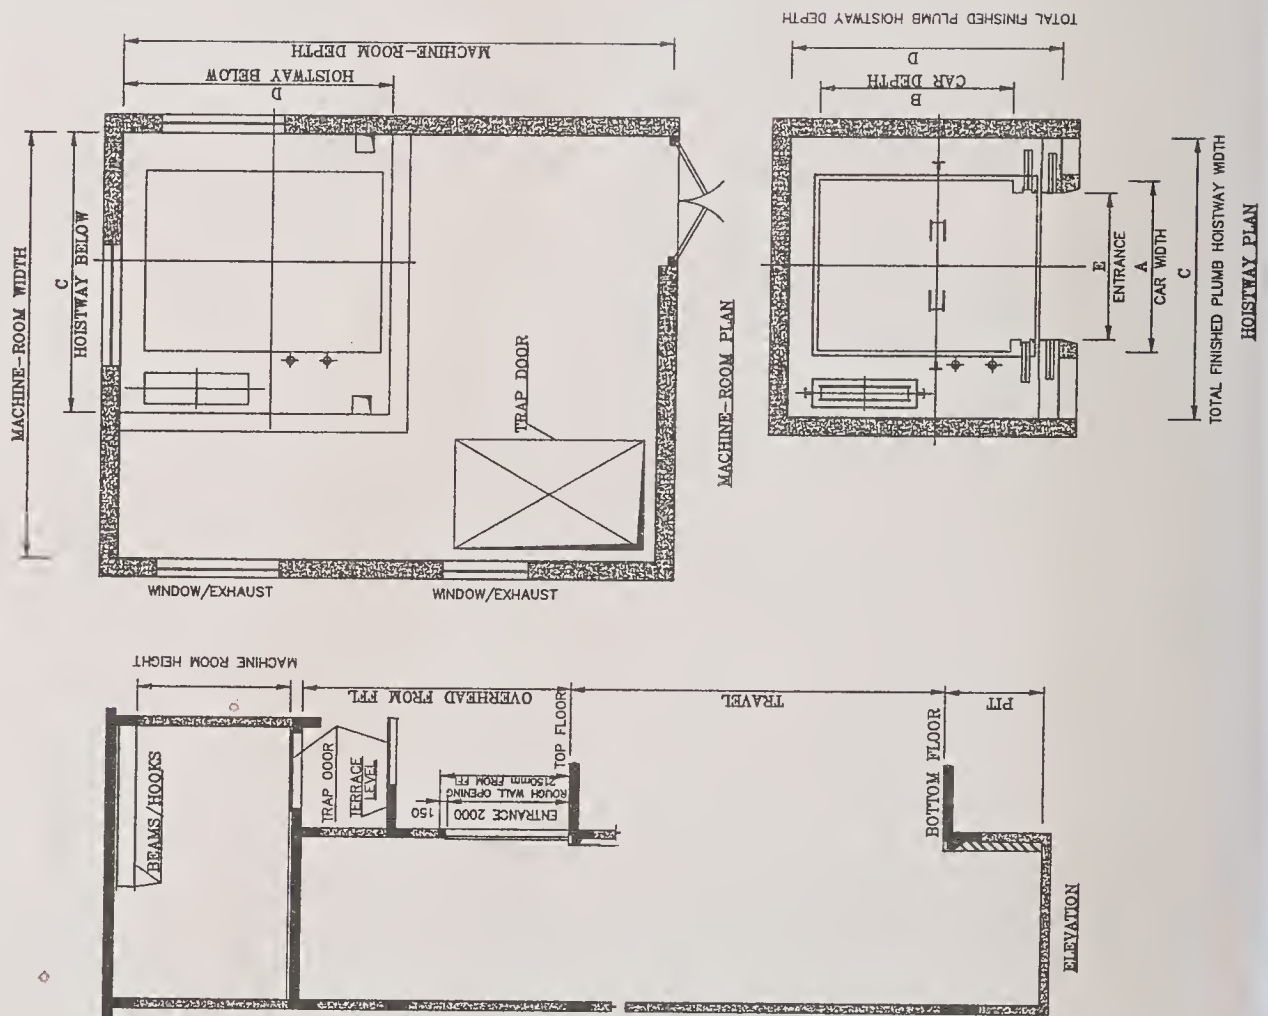 TOTAL FINISHED PLUMB HOISTWAY DEPTH
D
CAR DEPTH
B
MACHINE-ROOM DEPTH
HOISTWAY BELOW
D
MACHINE-ROOM WIDTH
C
HOISTWAY BELOW
TRAP DOOR
WINDOW/EXHAUST
WINDOW/EXHAUST
MACHINE-ROOM PLAN
E
ENTRANCE
A
CAR WIDTH
C
TOTAL FINISHED PLUMB HOISTWAY WIDTH
HOISTWAY PLAN
MACHINE ROOM HEIGHT
OVERHEAD FROM FFL
TRAVEL
PIT
BEAMS/HOOKS
TRAP DOOR
TERRACE
LEVEL
150
ENTRANCE 2000
ROUGH WALL OPENING
2150mm FROM FFL
TOP FLOOR
BOTTOM FLOOR
ELEVATION